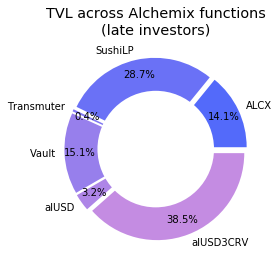 TVL across Alchemix functions
(late investors)
SushiLP
28.7%
ALCX
14.1%
Transmuter
0.4%
Vault
15.1%
alUSD
3.2%
38.5%
alUSD3CRV